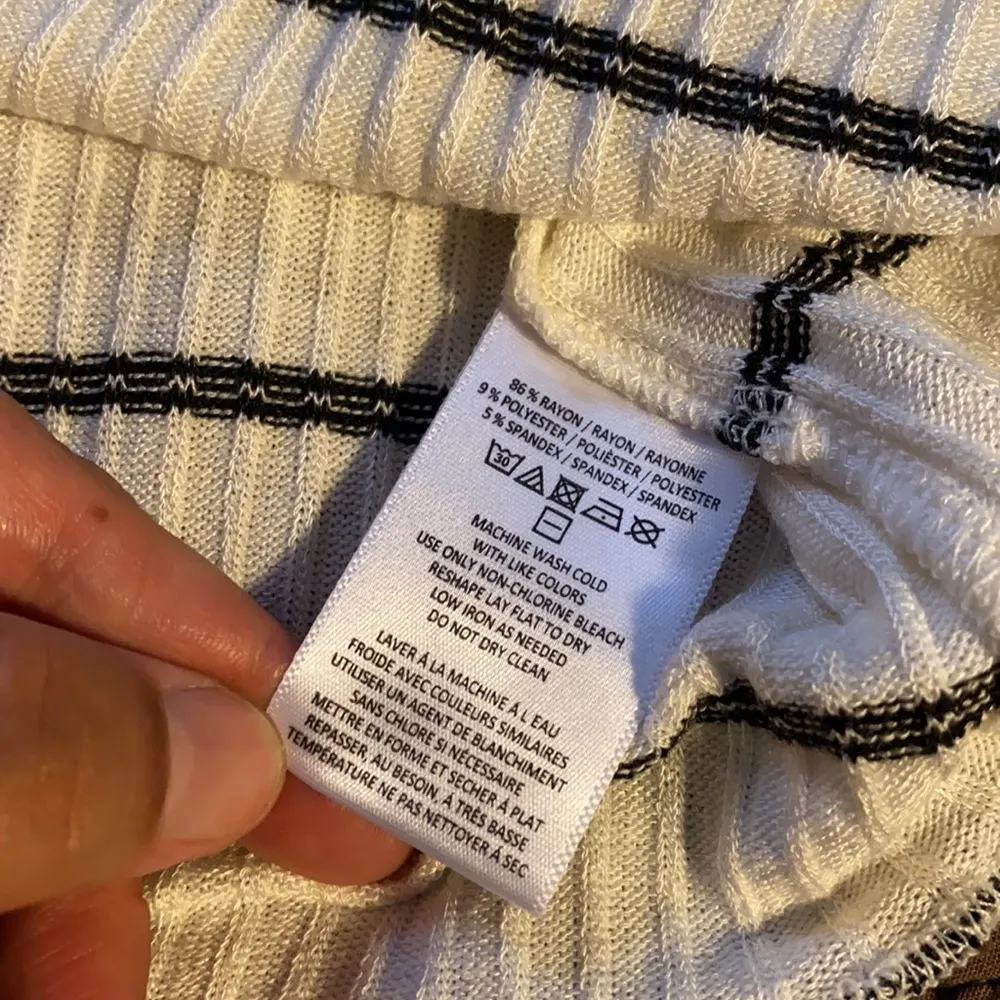 86% RAYON / RAYON / RAYONNE
9% POLYESTER / POLIÈSTER / POLYESTER
5% SPANDEX / SPANDEX / SPANDEX
30
MACHINE WASH COLD
WITH LIKE COLORS
USE ONLY NON-CHLORINE BLEACH
RESHAPE LAY FLAT TO DRY
LOW IRON AS NEEDED
DO NOT DRY CLEAN
LAVER Á LA MACHINE Á L EAU
FROIDE AVEC COULEURS SIMILAIRES
UTILISER UN AGENT DE BLANCHIMENT
SANS CHLORE SI NÉCESSAIRE
METTRE EN FORME ET SECHER Á PLAT
REPASSER, AU BESOIN, Á TRÈS BASSE
TEMPÉRATURE NE PAS NETTOYER Á SEC